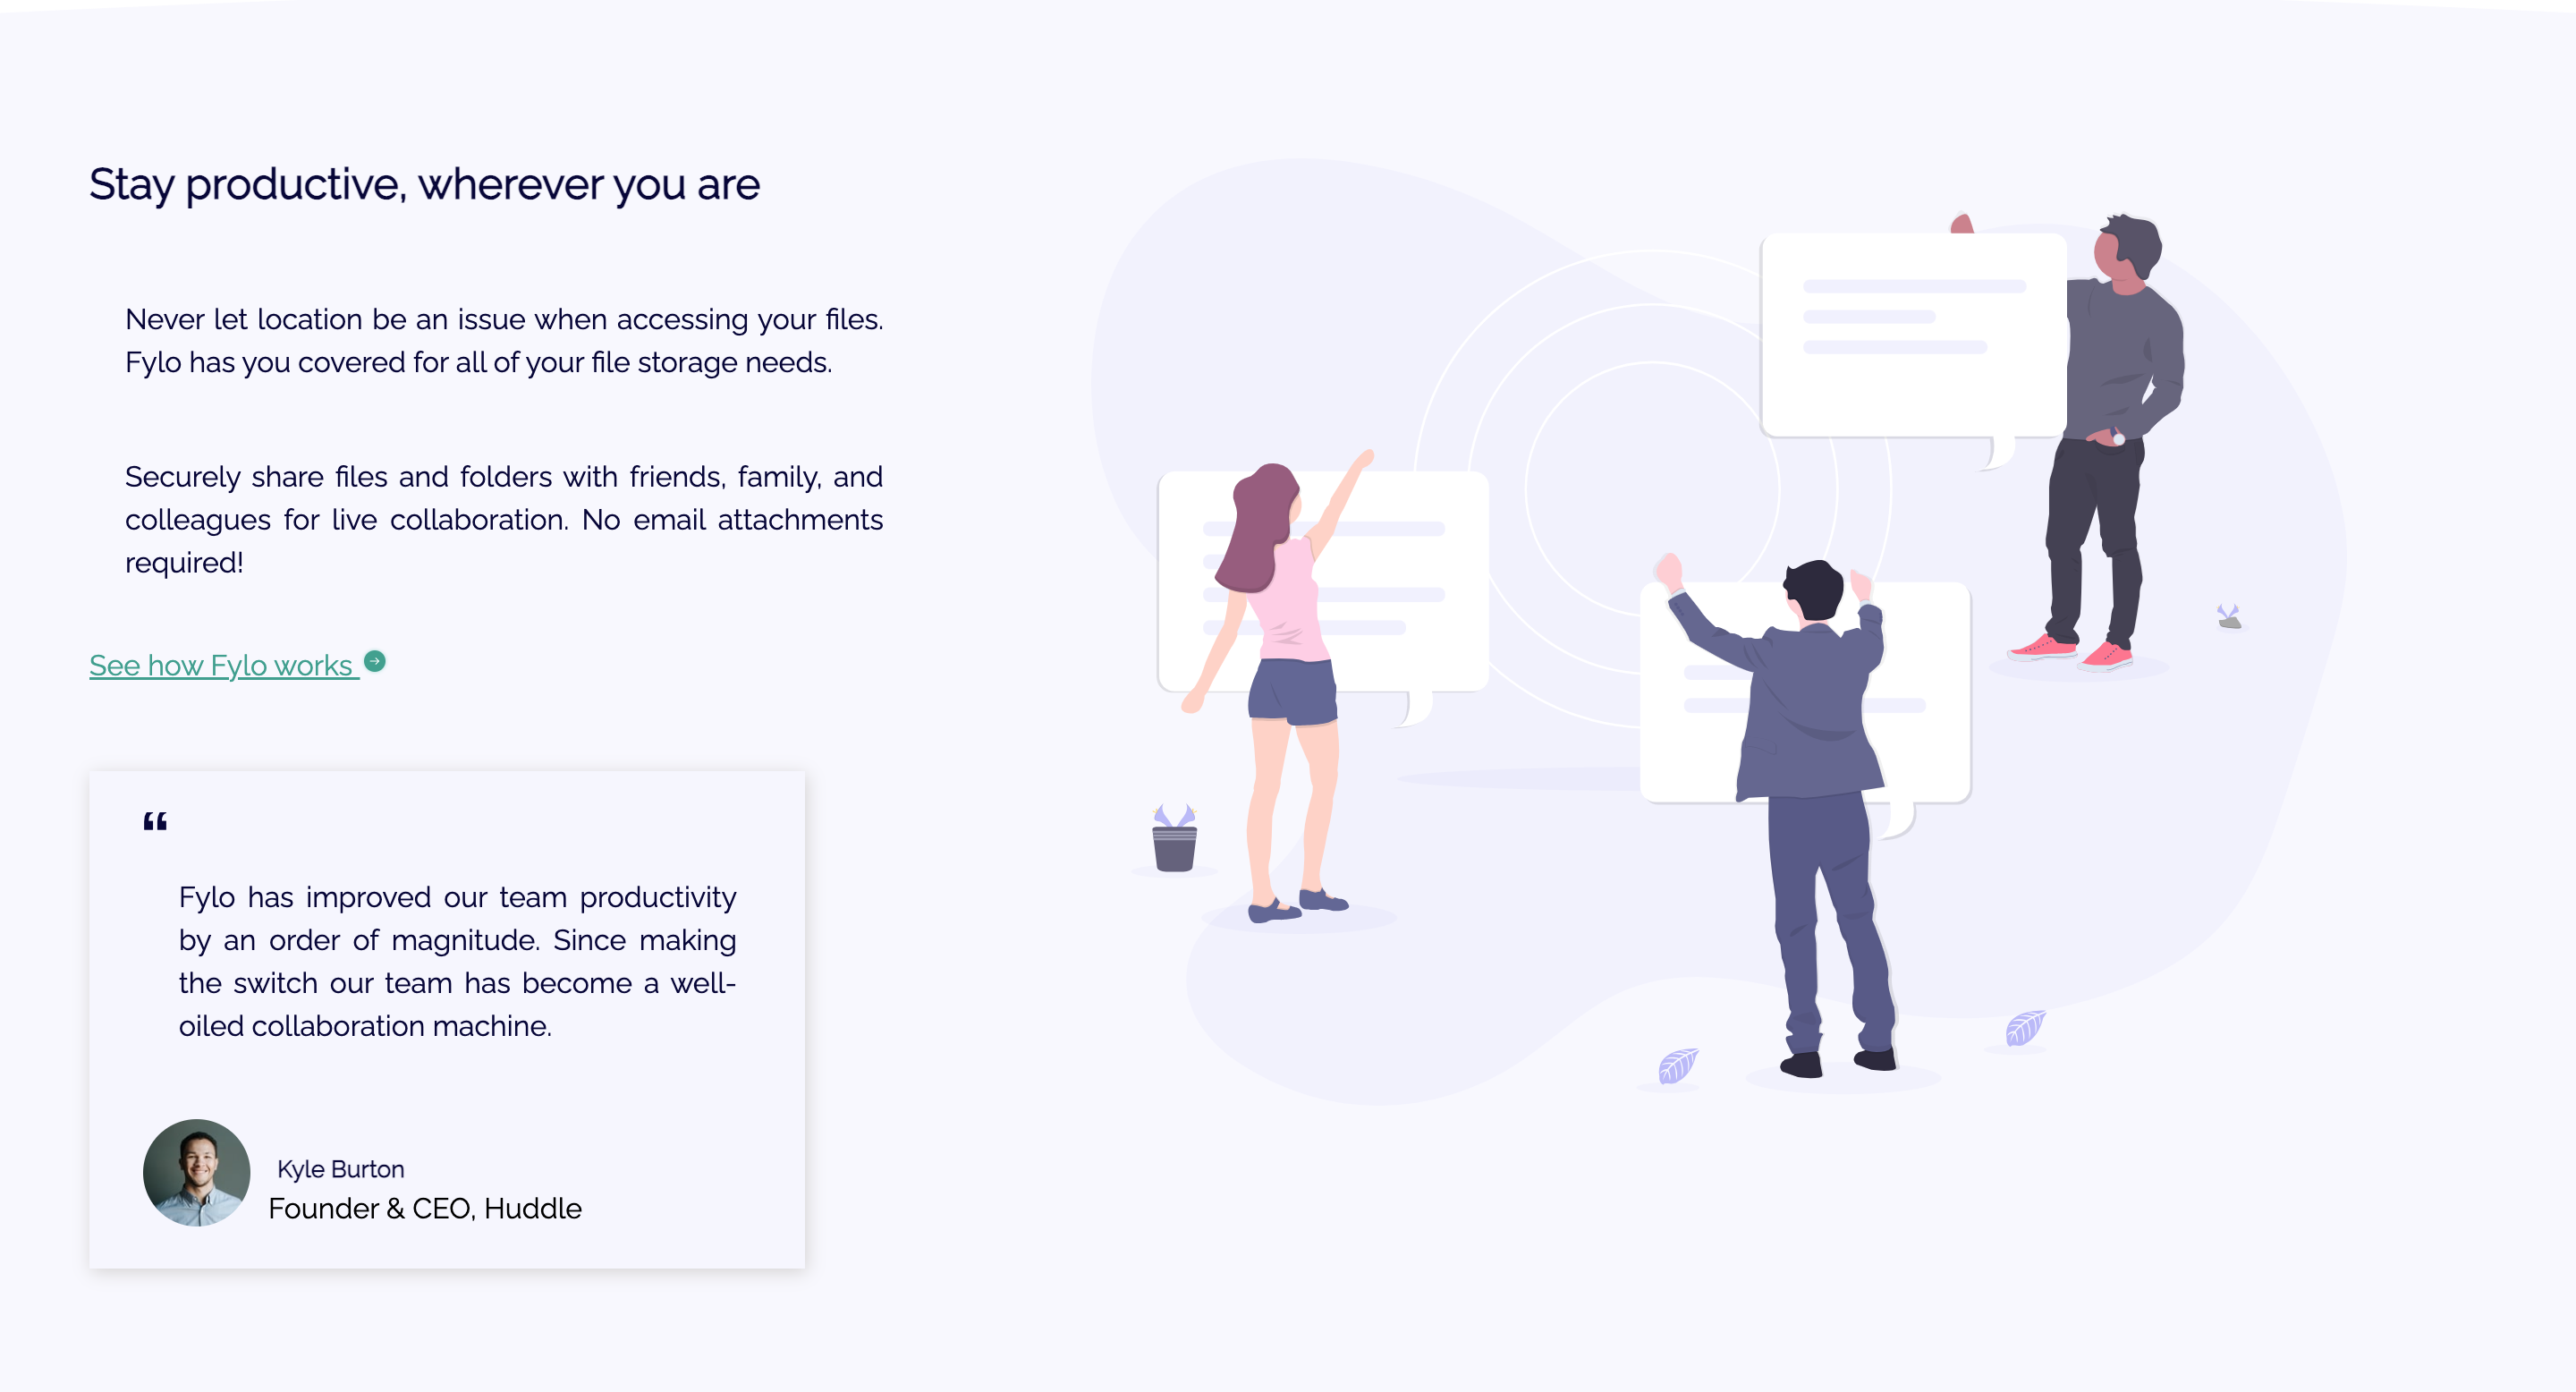 Stay productive, wherever you are
Never let location be an issue when accessing your files.
Fylo has you covered for all of your file storage needs.
Securely share files and folders with friends, family, and
colleagues for live collaboration. No email attachments
required!
See how Fylo works
“
Fylo has improved our team productivity
by an order of magnitude. Since making
the switch our team has become a well-
oiled collaboration machine.
Kyle Burton
Founder & CEO, Huddle